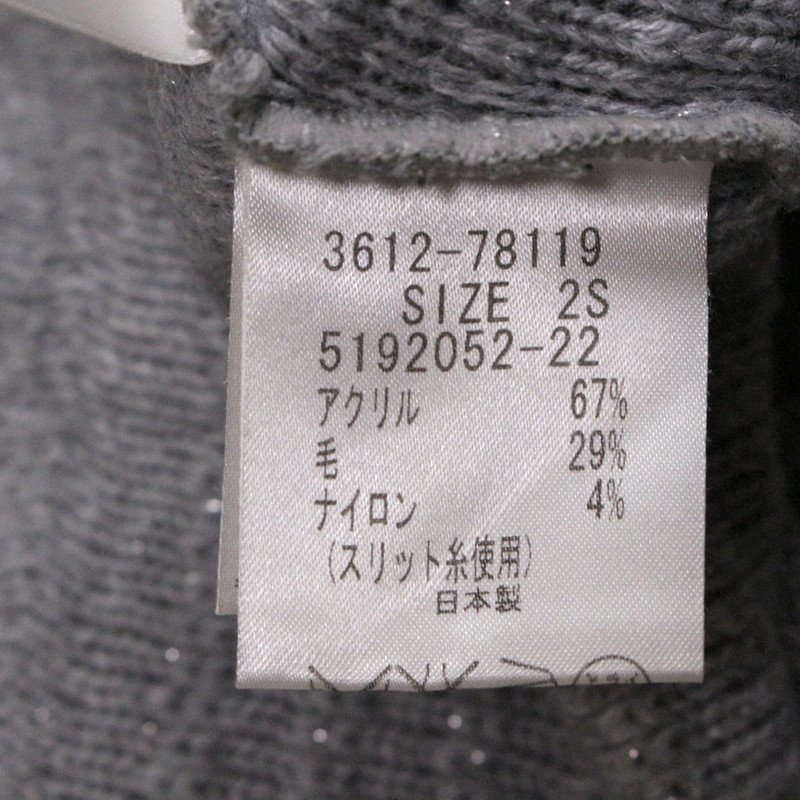 3612-78119
SIZE 2S
5192052-22
アクリル 67%
毛 29%
ナイロン 4%
(スリット糸使用)
日本製